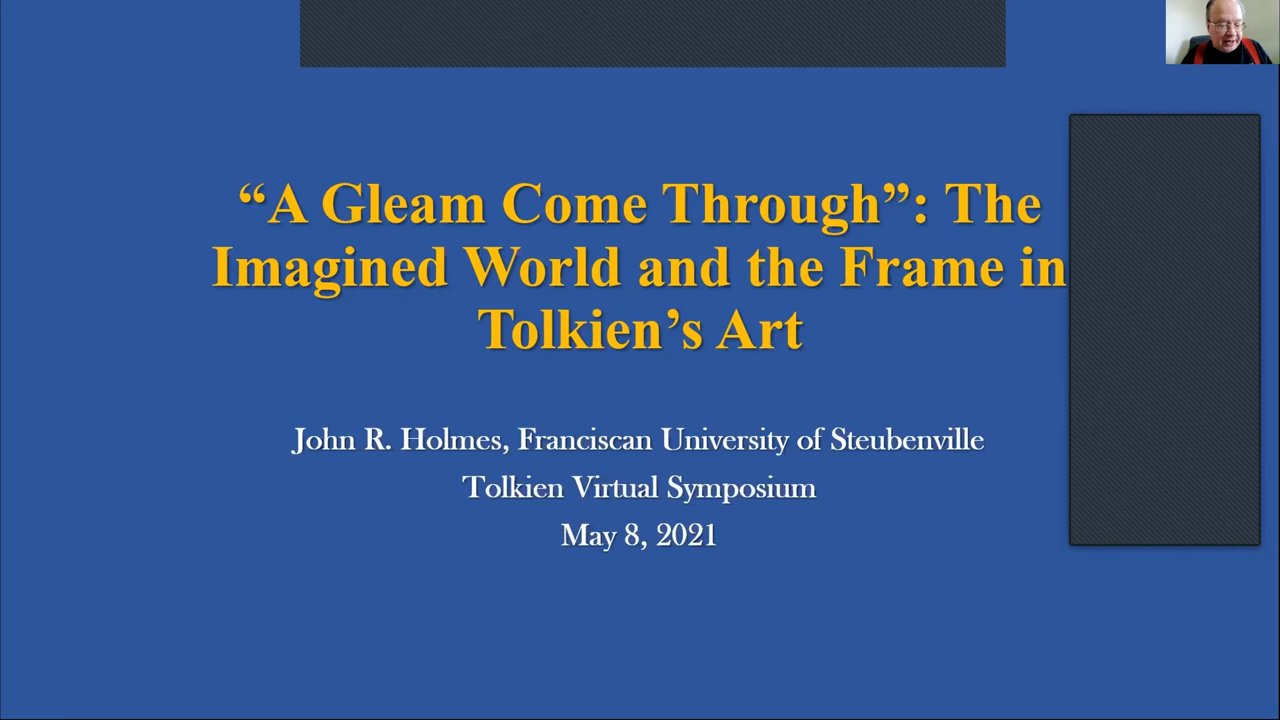 “A Gleam Come Through”: The
Imagined World and the Frame in
Tolkien’s Art
John R. Holmes, Franciscan University of Steubenville
Tolkien Virtual Symposium
May 8, 2021